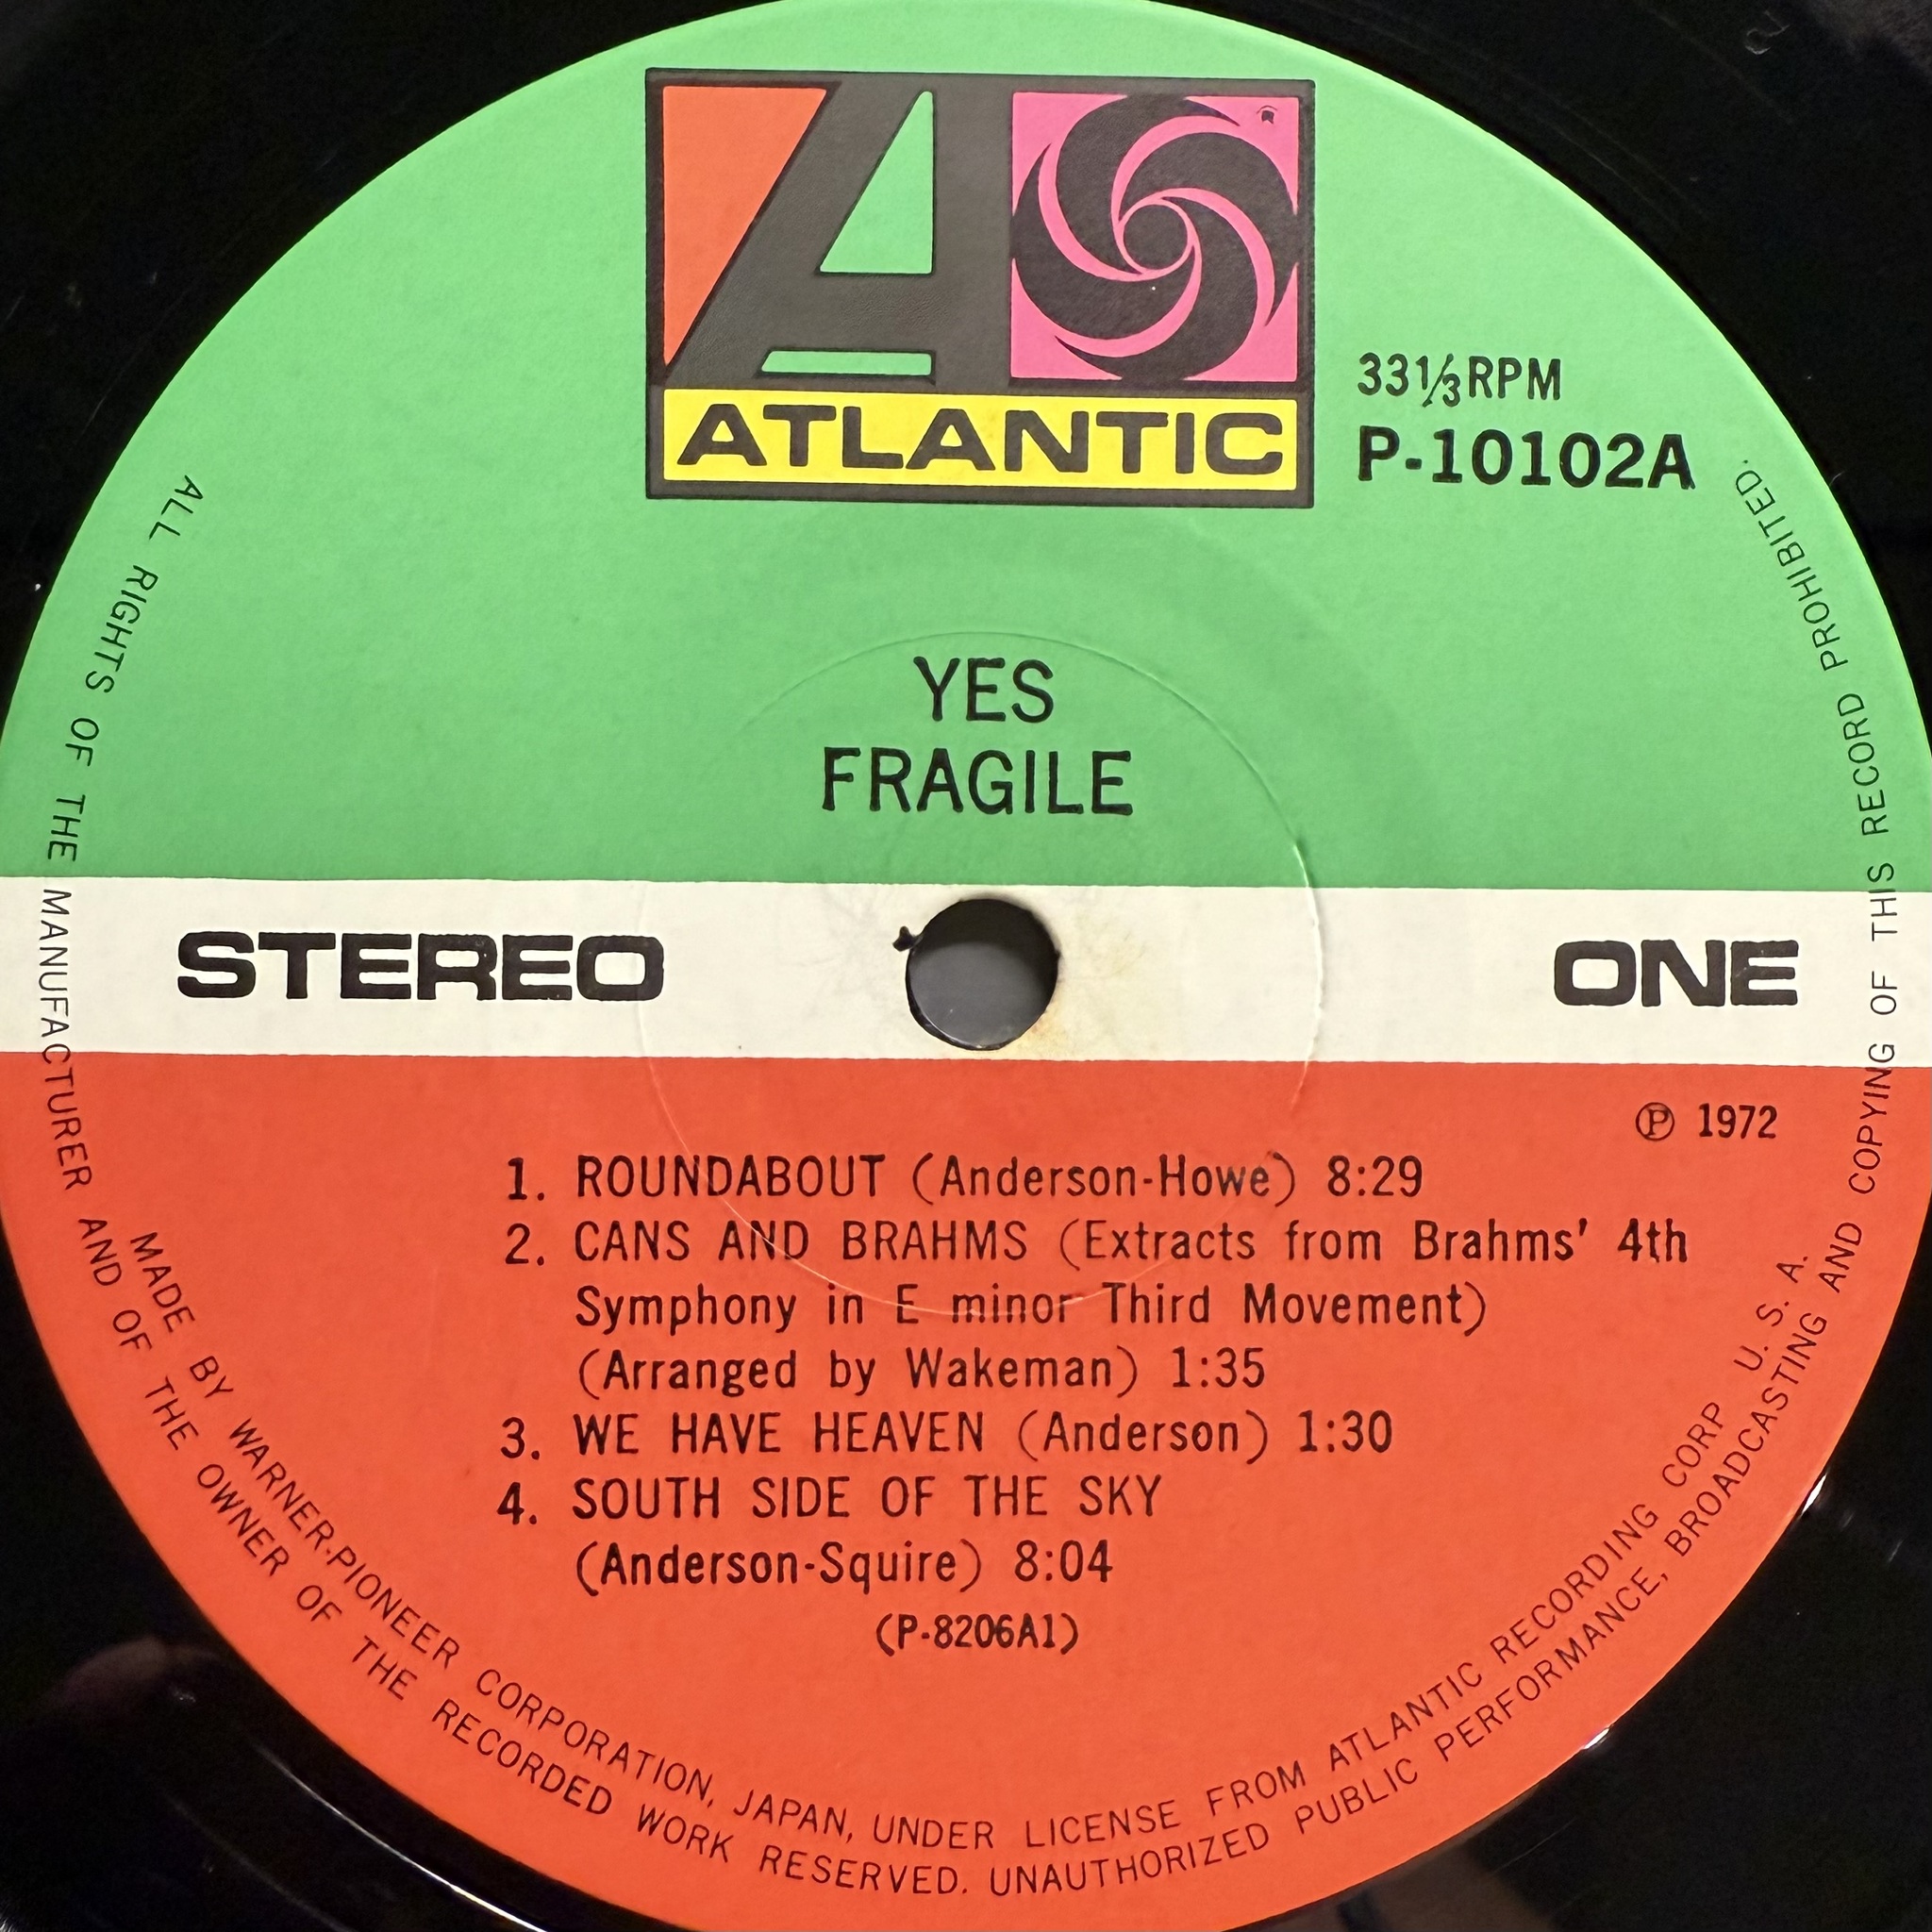 ATLANTIC
33 1/3 RPM
P-10102A
YES
FRAGILE
STEREO
ONE
Ⓟ 1972
1. ROUNDABOUT (Anderson-Howe) 8:29
2. CANS AND BRAHMS (Extracts from Brahms' 4th
Symphony in E minor Third Movement)
(Arranged by Wakeman) 1:35
3. WE HAVE HEAVEN (Anderson) 1:30
4. SOUTH SIDE OF THE SKY
(Anderson-Squire) 8:04
(P-8206A1)
MADE BY WARNER-PIONEER CORPORATION, JAPAN, UNDER LICENSE FROM ATLANTIC RECORDING CORP U. S. A.
ALL RIGHTS OF THE MANUFACTURER AND OF THE OWNER OF THE RECORDED WORK RESERVED. UNAUTHORIZED PUBLIC PERFORMANCE, BROADCASTING AND COPYING OF THIS RECORD PROHIBITED.